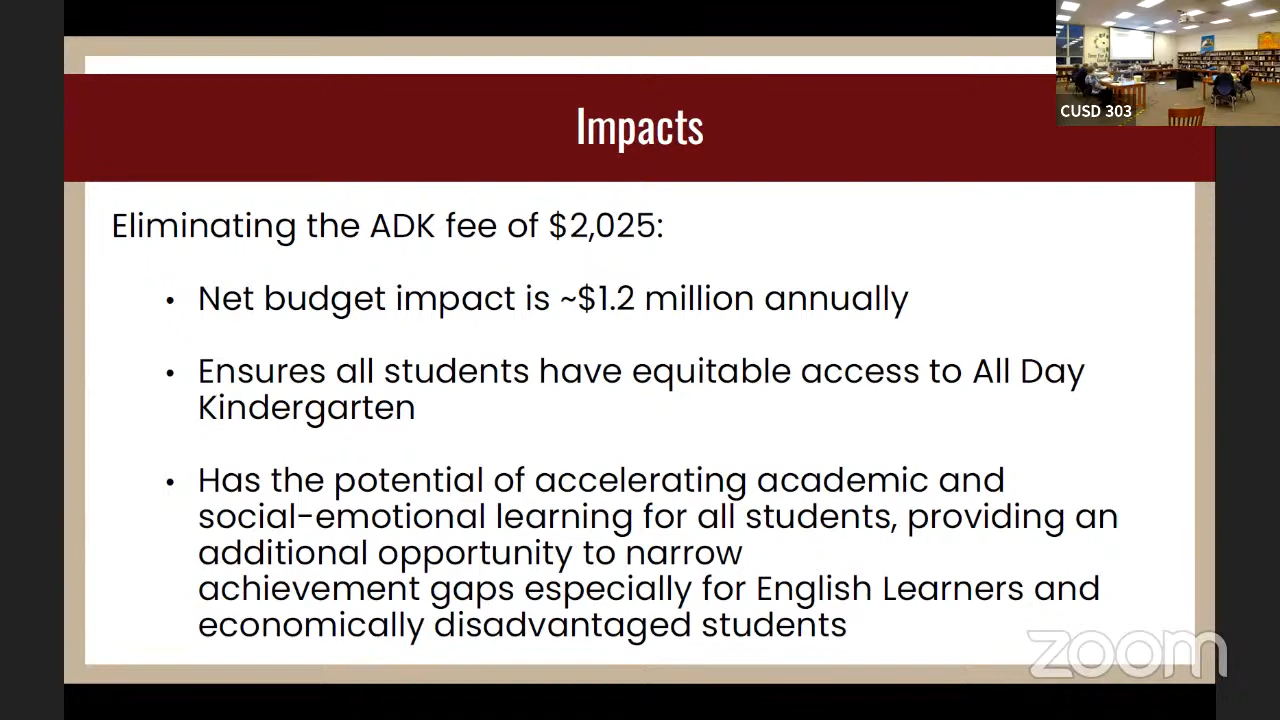 Impacts
CUSD 303
Eliminating the ADK fee of $2,025:
• Net budget impact is ~$1.2 million annually
• Ensures all students have equitable access to All Day
Kindergarten
• Has the potential of accelerating academic and
social-emotional learning for all students, providing an
additional opportunity to narrow
achievement gaps especially for English Learners and
economically disadvantaged students
zoom